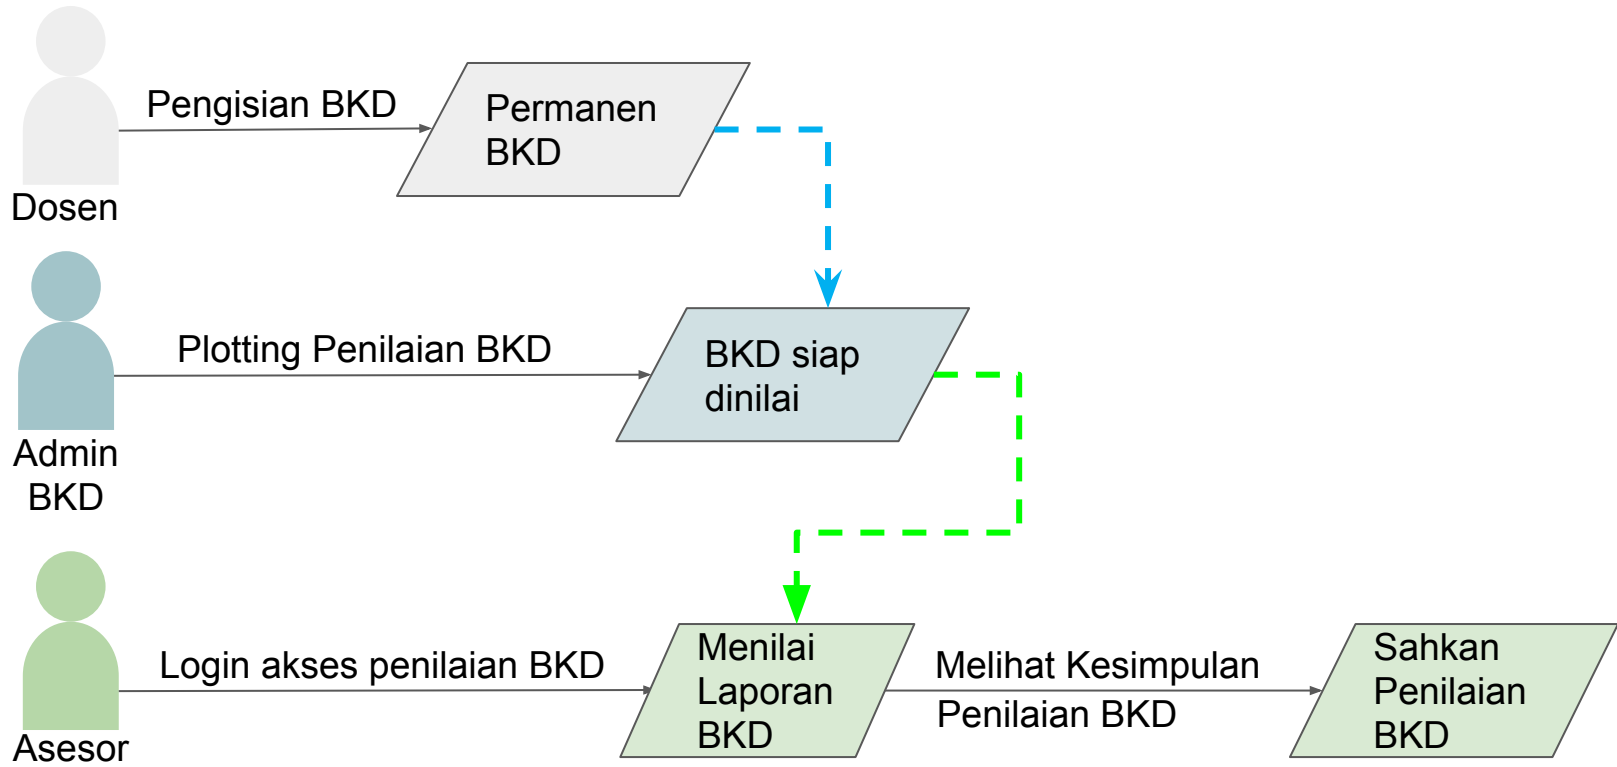 Pengisian BKD
Permanen
BKD
Dosen
Plotting Penilaian BKD
BKD siap
dinilai
Admin
BKD
Login akses penilaian BKD
Menilai
Laporan
BKD
Melihat Kesimpulan
Penilaian BKD
Sahkan
Penilaian
BKD
Asesor